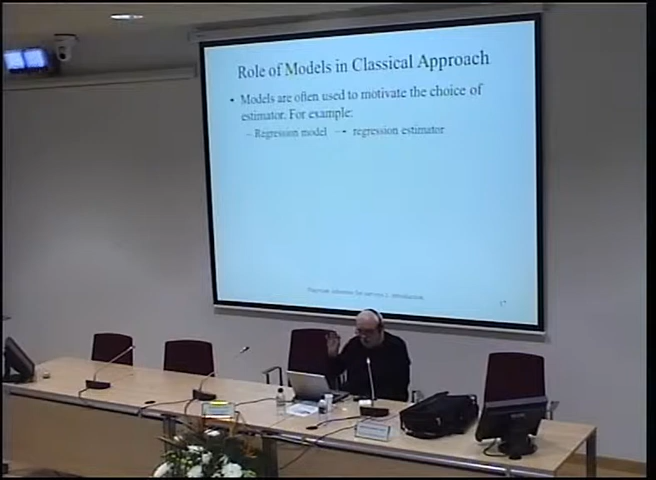 Role of Models in Classical Approach
• Models are often used to motivate the choice of
estimator. For example:
– Regression model → regression estimator